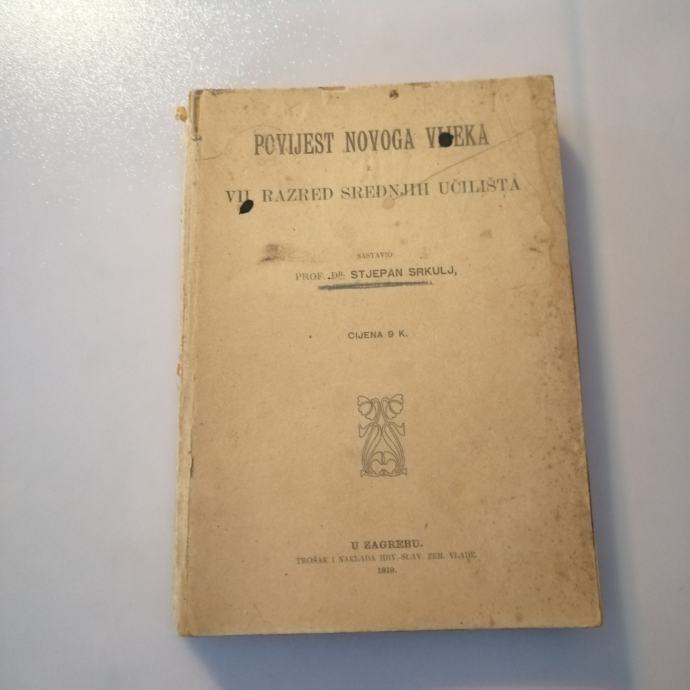 POVIJEST NOVOGA VIJEKA
Z
VII. RAZRED SREDNJIH UČILIŠTA
SASTAVIO
PROF. DR. STJEPAN SRKULJ,
CIJENA 9 K.
U ZAGREBU.
TROŠAK I NAKLADA HRV.-SLAV. ZEM. VLADE.
1919.